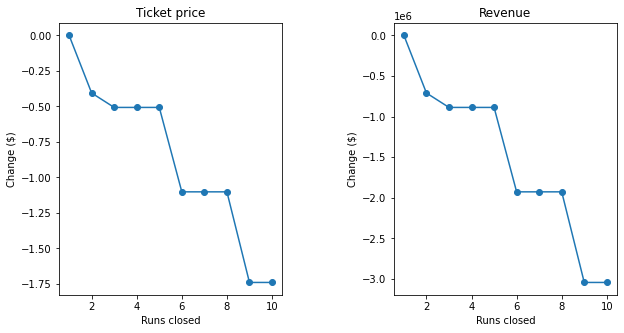 Ticket price
0.00
−0.25
−0.50
−0.75
−1.00
−1.25
−1.50
−1.75
Change ($)
2 4 6 8 10
Runs closed
Revenue
1e6
0.0
−0.5
−1.0
−1.5
−2.0
−2.5
−3.0
Change ($)
2 4 6 8 10
Runs closed